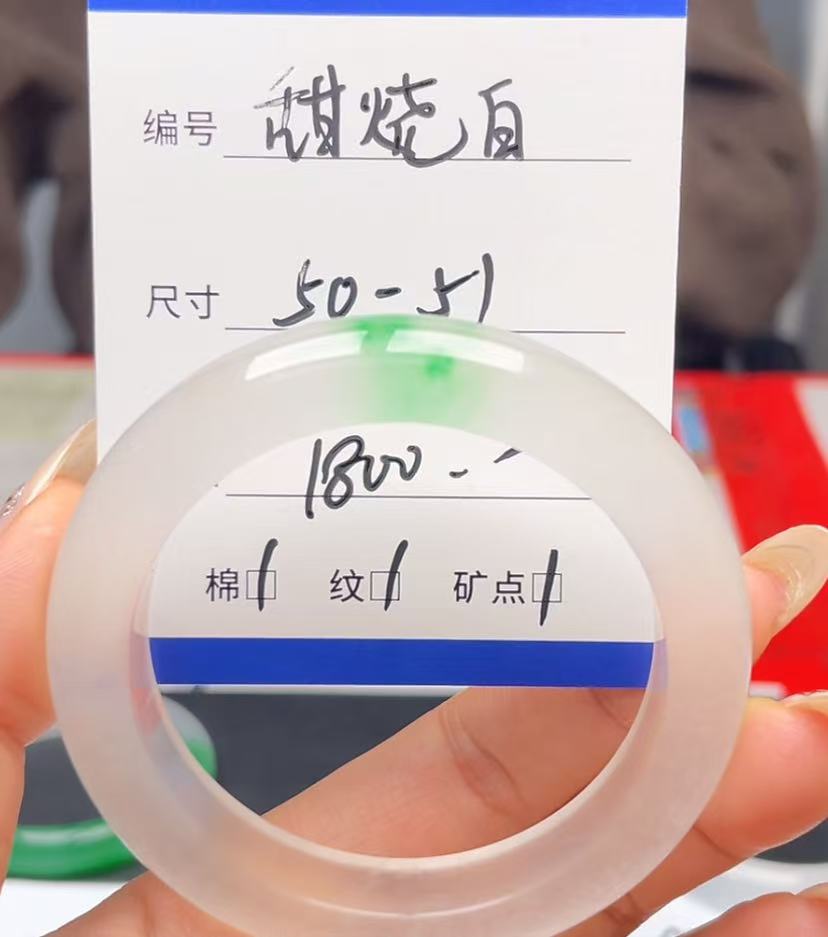 编号 甜烧白
尺寸 50-51
1800.-
棉□ 纹□ 矿点□